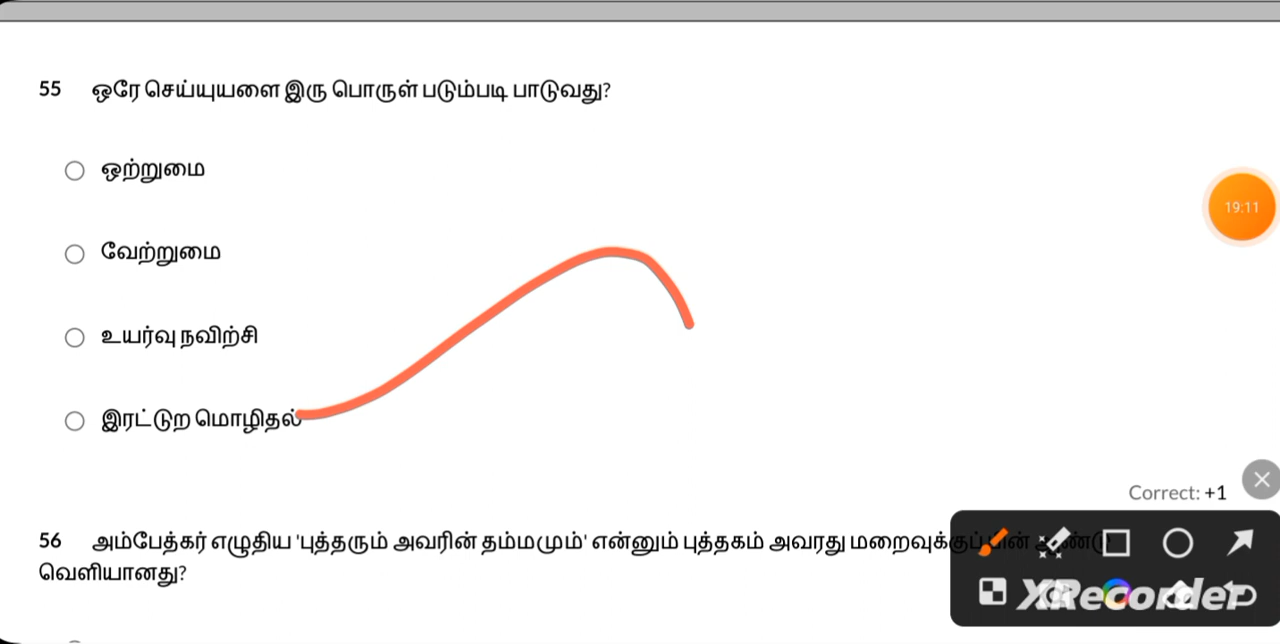 55 ஒரே செய்யுயளை இரு பொருள் படும்படி பாடுவது?
ஒற்றுமை
வேற்றுமை
உயர்வு நவிற்சி
இரட்டுற மொழிதல்
19:11
Correct: +1
56 அம்பேத்கர் எழுதிய 'புத்தரும் அவரின் தம்மமும்' என்னும் புத்தகம் அவரது மறைவுக்குப் பின் ஆண்டு
வெளியானது?
XRecorder